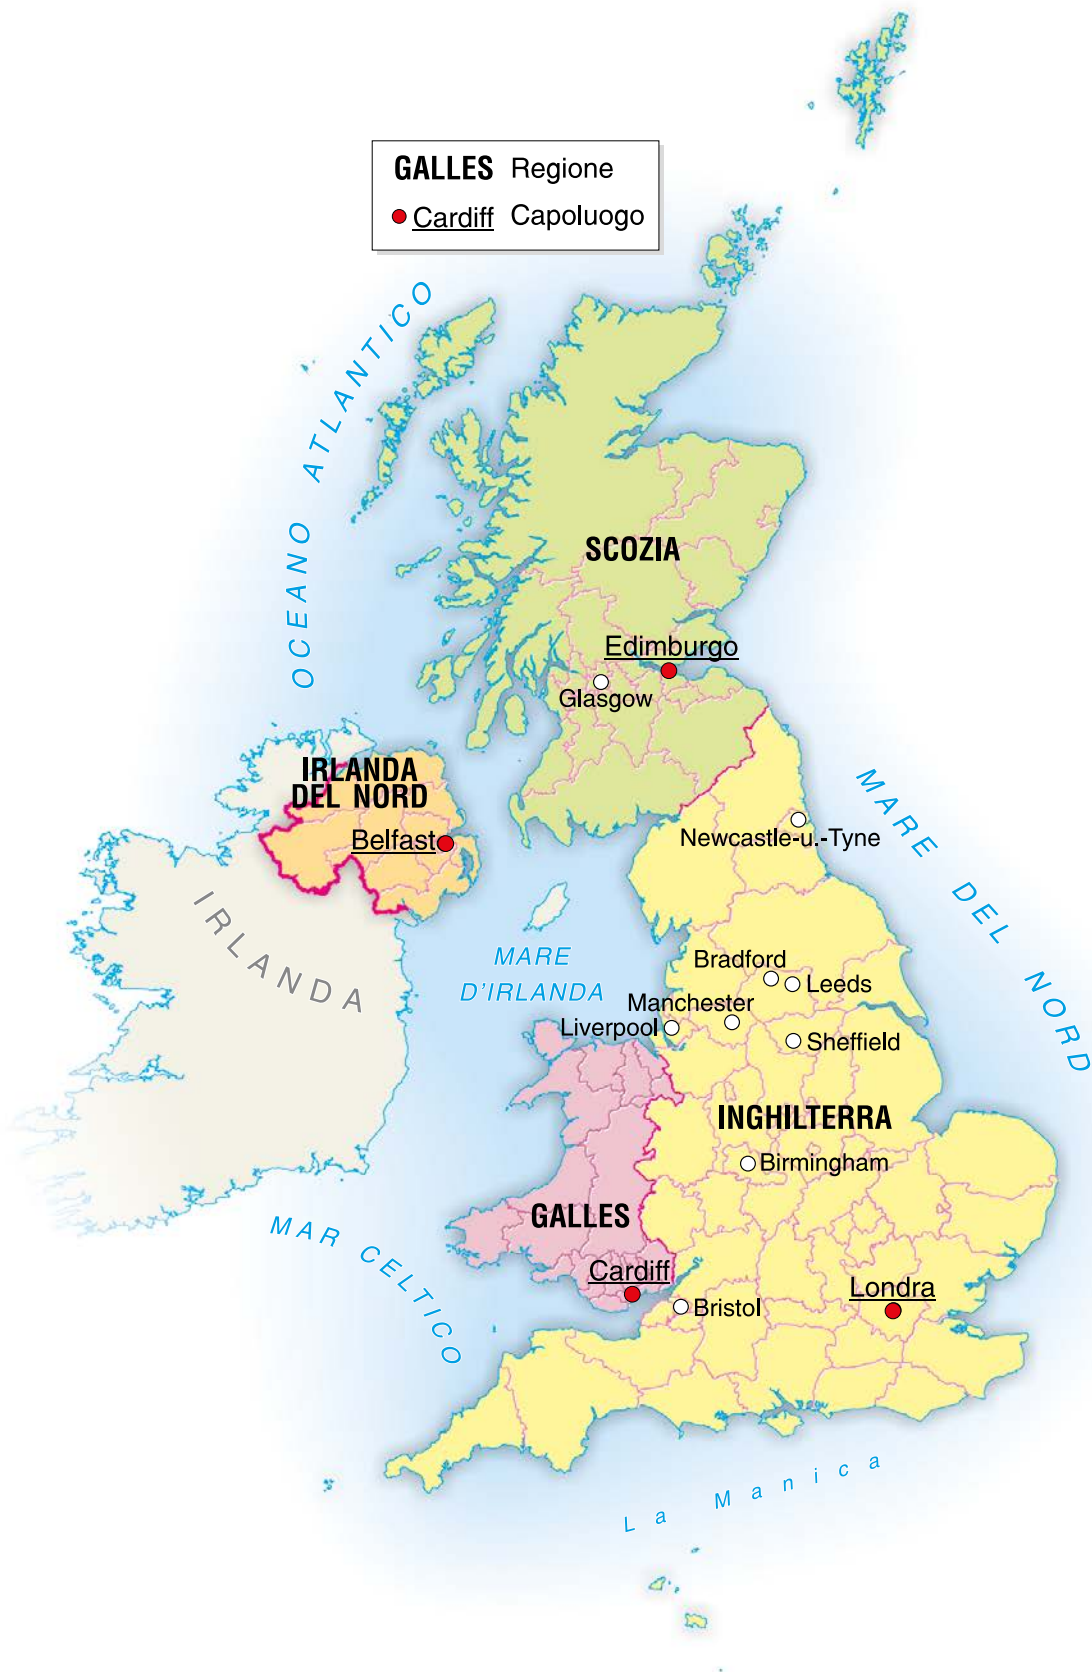 GALLES Regione
Cardiff Capoluogo
OCEANO ATLANTICO
SCOZIA
Edimburgo
Glasgow
IRLANDA
DEL NORD
Belfast
MARE DEL NORD
Newcastle-u.-Tyne
IRLANDA
MARE
D'IRLANDA
Bradford
Leeds
Manchester
Liverpool
Sheffield
INGHILTERRA
Birmingham
GALLES
MAR CELTICO
Cardiff
Londra
Bristol
La Manica